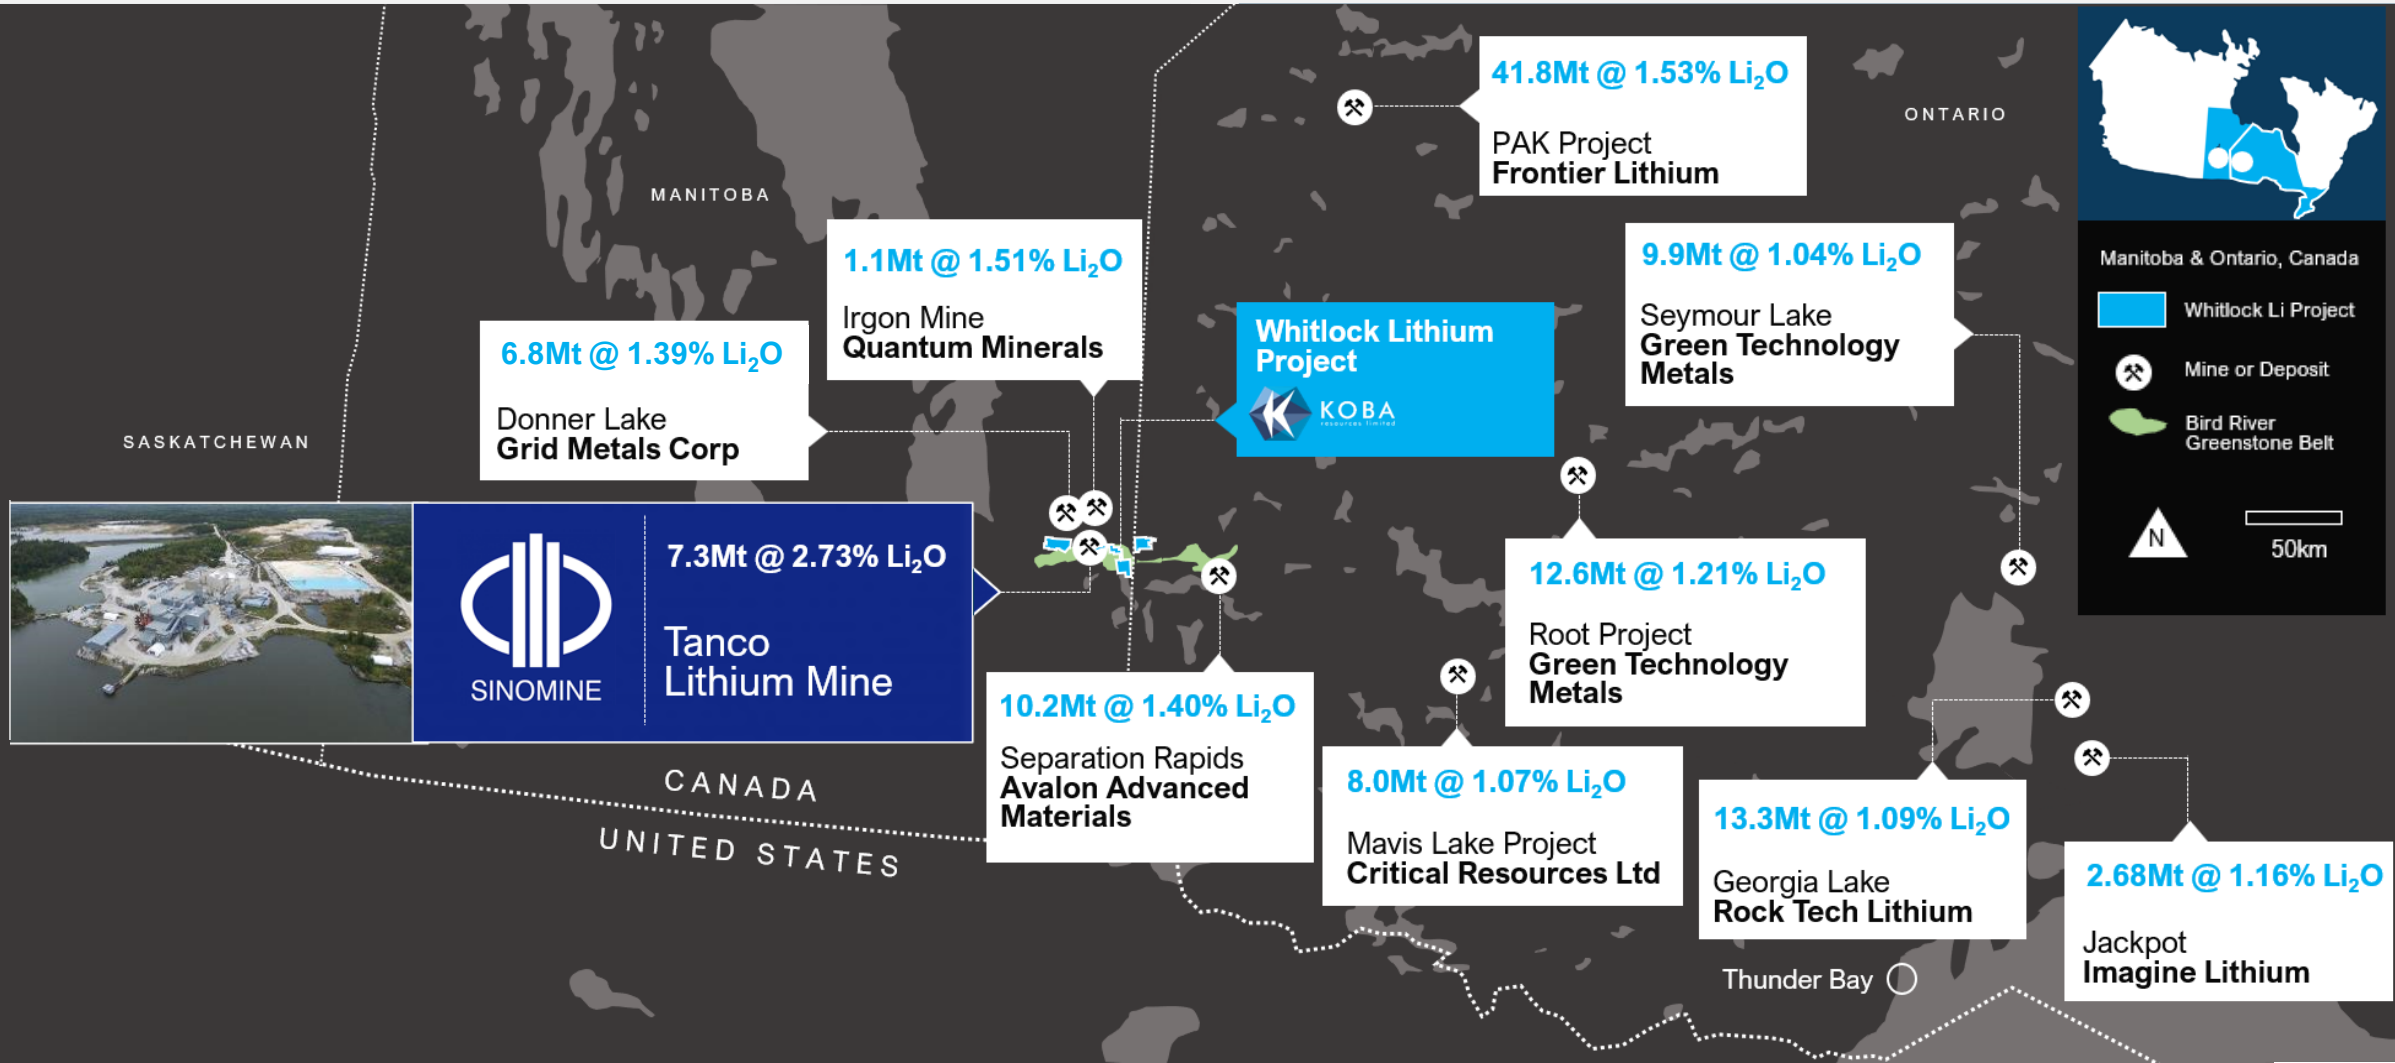 41.8Mt @ 1.53% Li₂O
PAK Project
Frontier Lithium
ONTARIO
MANITOBA
1.1Mt @ 1.51% Li₂O
Irgon Mine
Quantum Minerals
9.9Mt @ 1.04% Li₂O
Seymour Lake
Green Technology
Metals
Manitoba & Ontario, Canada
Whitlock Li Project
Mine or Deposit
Bird River
Greenstone Belt
N
50km
6.8Mt @ 1.39% Li₂O
Donner Lake
Grid Metals Corp
Whitlock Lithium
Project
KOBA
resources limited
SASKATCHEWAN
SINOMINE
7.3Mt @ 2.73% Li₂O
Tanco
Lithium Mine
12.6Mt @ 1.21% Li₂O
Root Project
Green Technology
Metals
10.2Mt @ 1.40% Li₂O
Separation Rapids
Avalon Advanced
Materials
8.0Mt @ 1.07% Li₂O
Mavis Lake Project
Critical Resources Ltd
13.3Mt @ 1.09% Li₂O
Georgia Lake
Rock Tech Lithium
2.68Mt @ 1.16% Li₂O
Jackpot
Imagine Lithium
CANADA
UNITED STATES
Thunder Bay